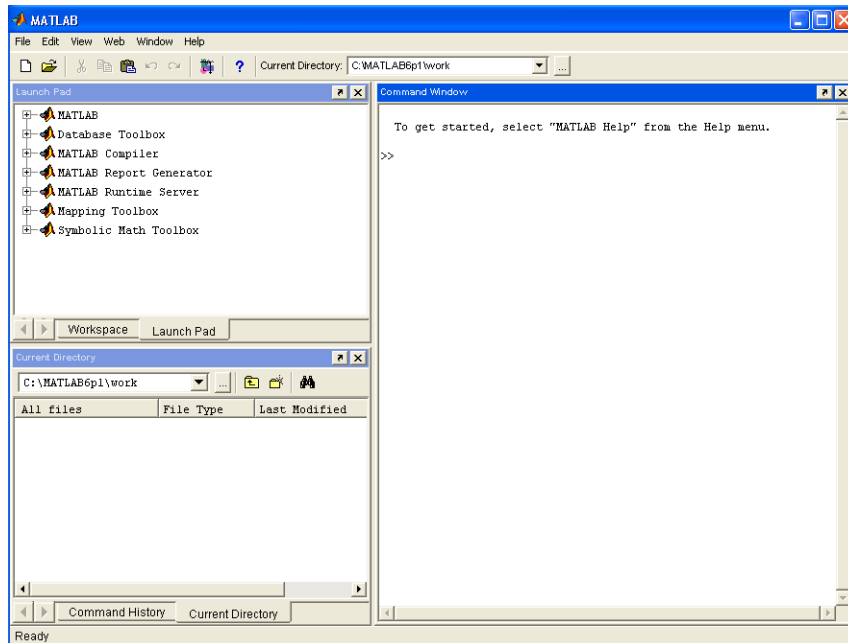 MATLAB
File Edit View Web Window Help
? Current Directory: C:\MATLAB6p1\work ...
Launch Pad
MATLAB
Database Toolbox
MATLAB Compiler
MATLAB Report Generator
MATLAB Runtime Server
Mapping Toolbox
Symbolic Math Toolbox
Workspace Launch Pad
Current Directory
C:\MATLAB6p1\work ...
All files File Type Last Modified
Command History Current Directory
Command Window
To get started, select "MATLAB Help" from the Help menu.
>>
Ready